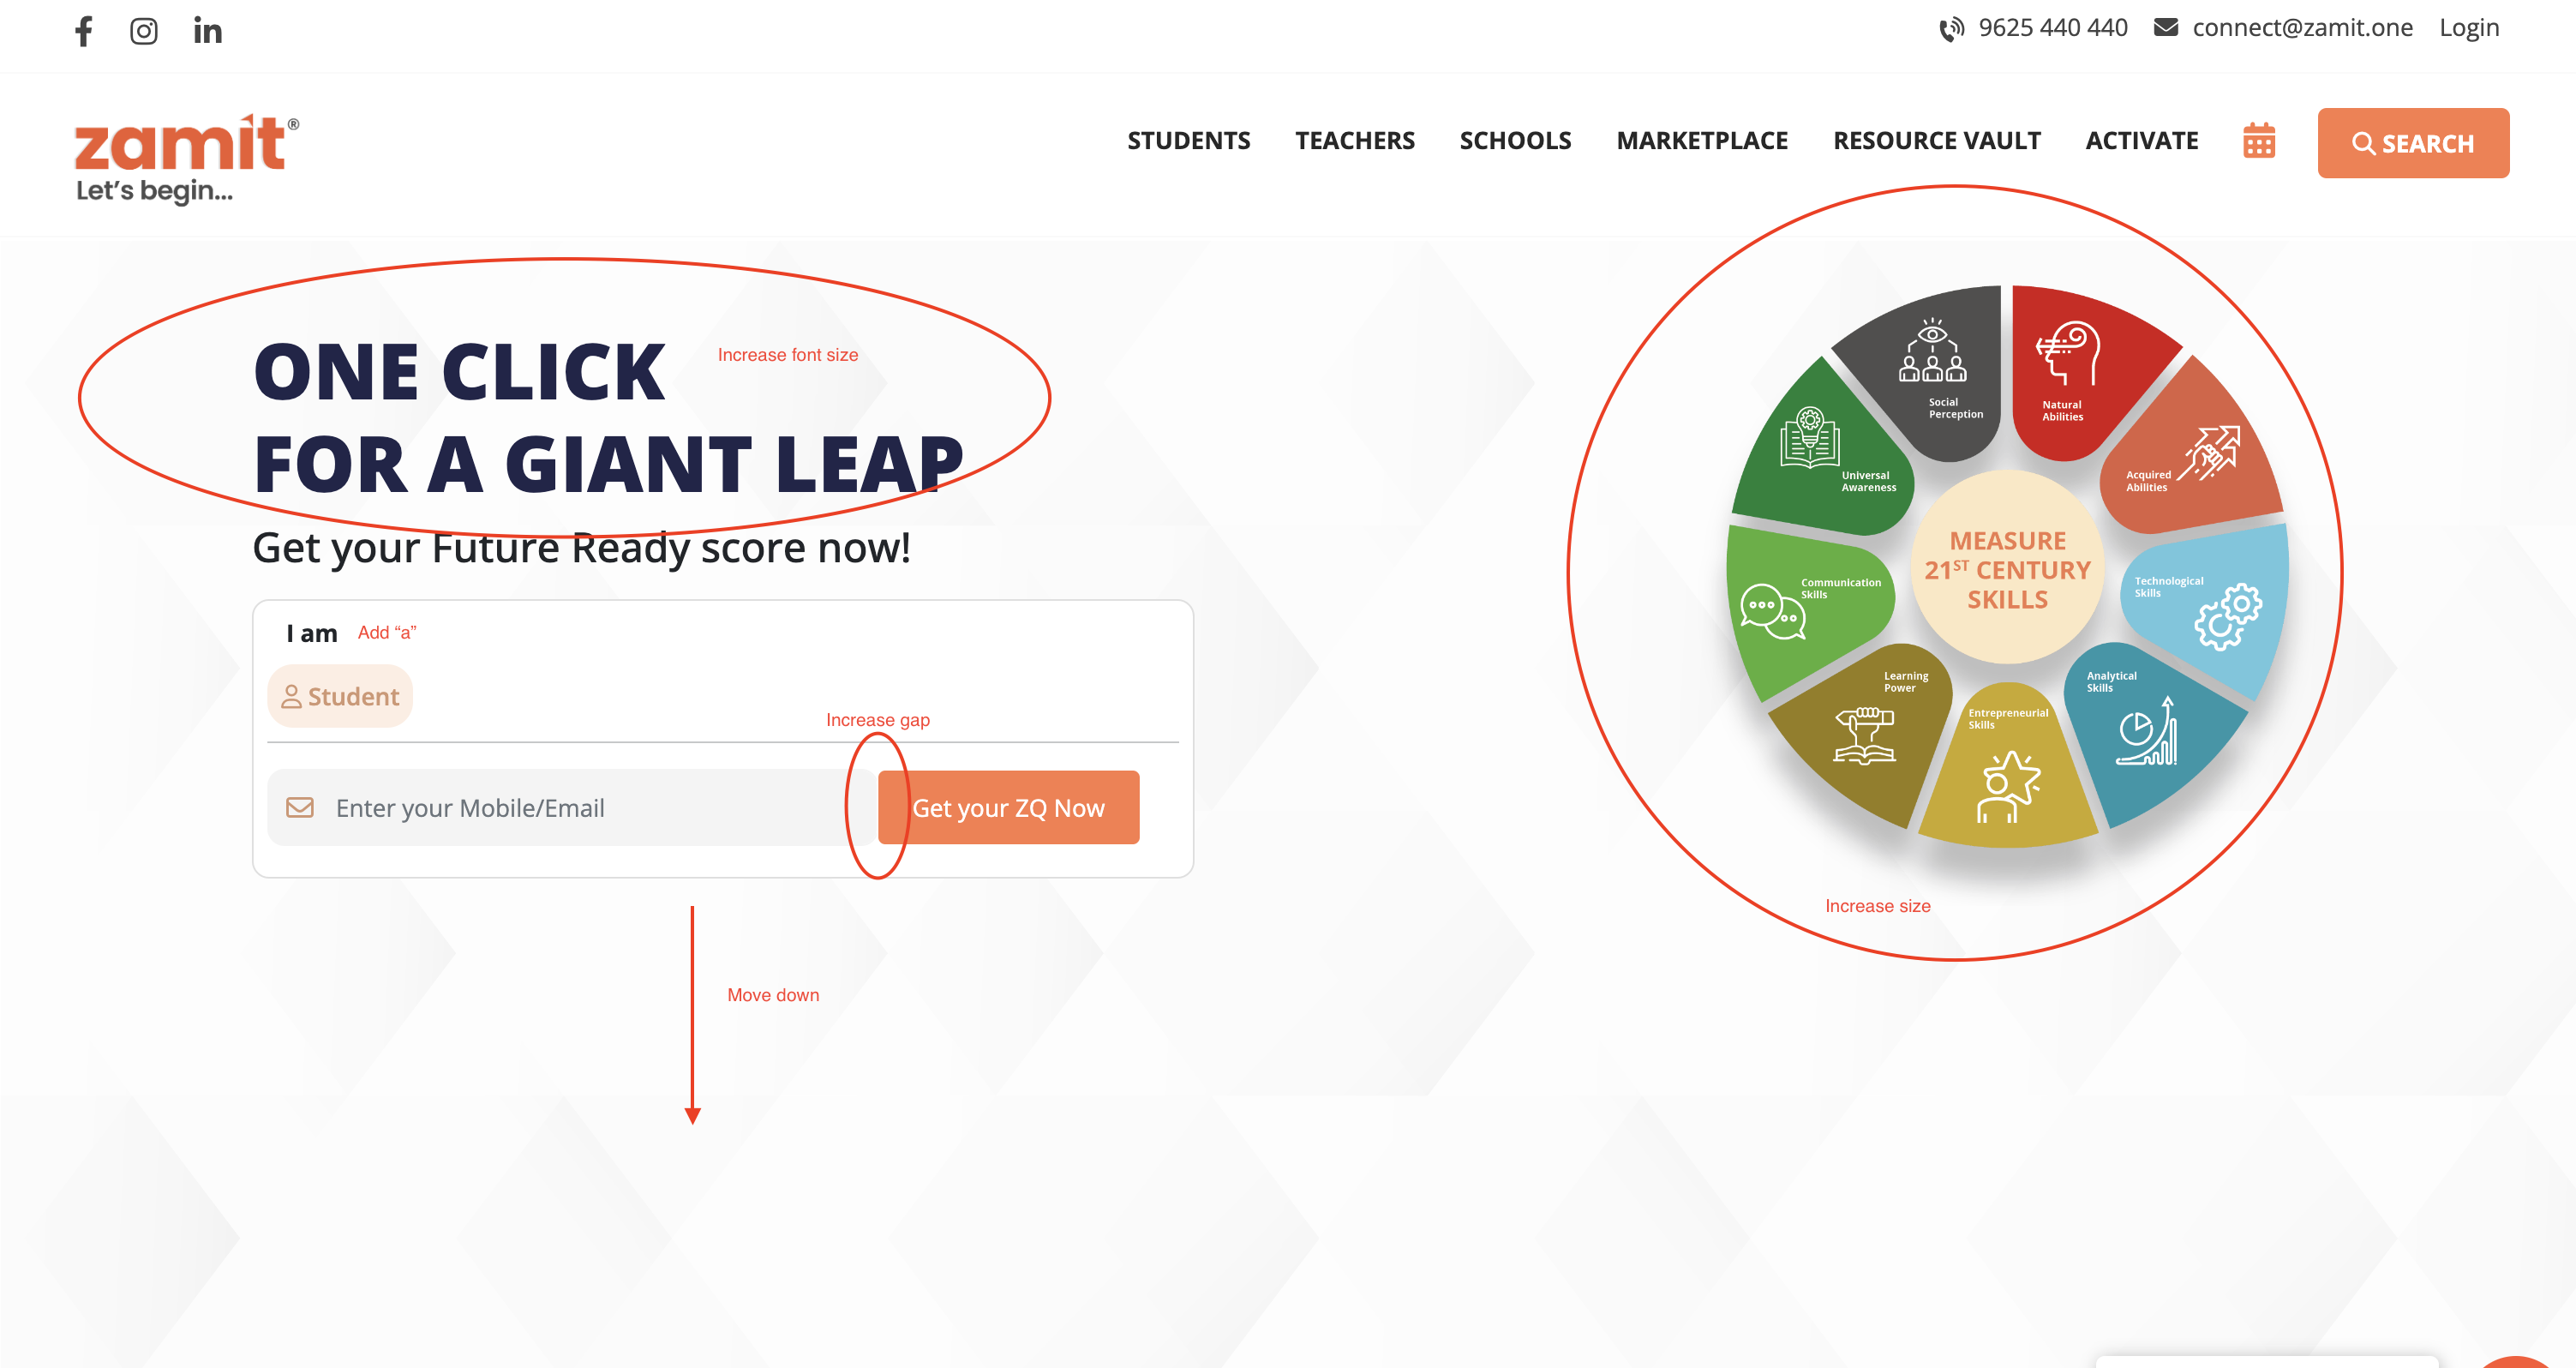 9625 440 440
connect@zamit.one
Login
zamit®
Let's begin...
STUDENTS
TEACHERS
SCHOOLS
MARKETPLACE
RESOURCE VAULT
ACTIVATE
SEARCH
ONE CLICK
Increase font size
FOR A GIANT LEAP
Get your Future Ready score now!
I am
Add “a”
Student
Increase gap
Enter your Mobile/Email
Get your ZQ Now
Move down
Social
Perception
Natural
Abilities
Universal
Awareness
Acquired
Abilities
MEASURE
21ST CENTURY
SKILLS
Communication
Skills
Technological
Skills
Learning
Power
Analytical
Skills
Entrepreneurial
Skills
Increase size